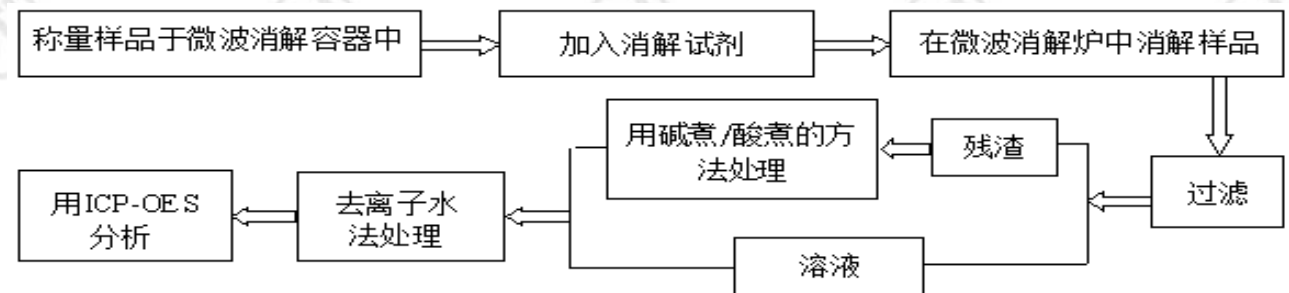 称量样品于微波消解容器中
加入消解试剂
在微波消解炉中消解样品
过滤
残渣
用碱煮/酸煮的方
法处理
溶液
去离子水
法处理
用ICP-OES
分析